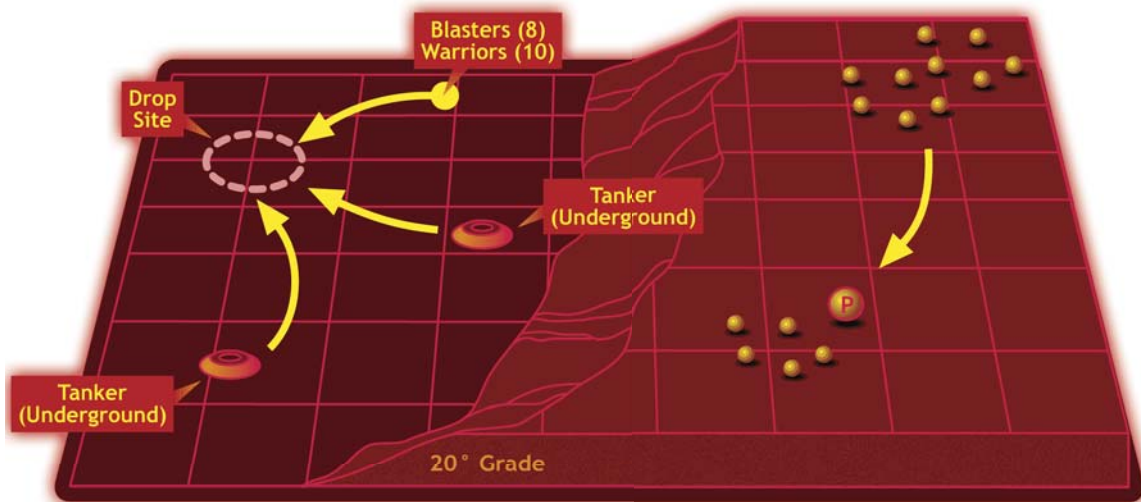 Blasters (8)
Warriors (10)
Drop
Site
Tanker
(Underground)
P
Tanker
(Underground)
20° Grade